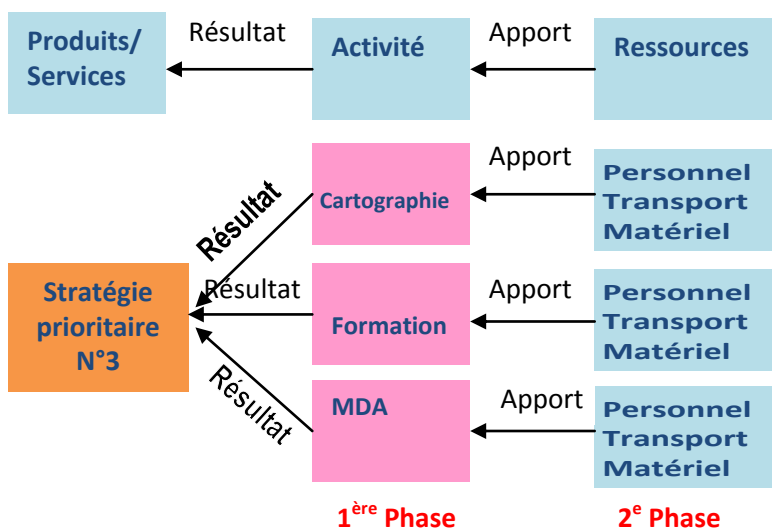 Produits/
Services
Résultat
Activité
Apport
Ressources
Résultat
Cartographie
Apport
Personnel
Transport
Matériel
Stratégie
prioritaire
N°3
Résultat
Formation
Apport
Personnel
Transport
Matériel
Résultat
MDA
Apport
Personnel
Transport
Matériel
1ère Phase
2e Phase